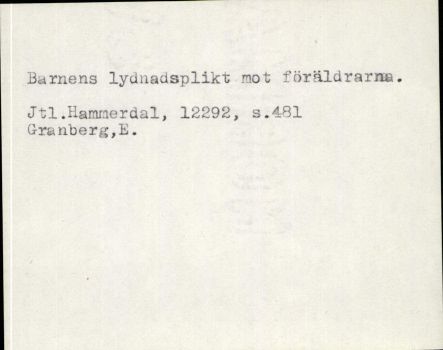 Barnens lydnadsplikt mot föräldrarna.
Jtl.Hammerdal, 12292, s.481
Granberg,E.